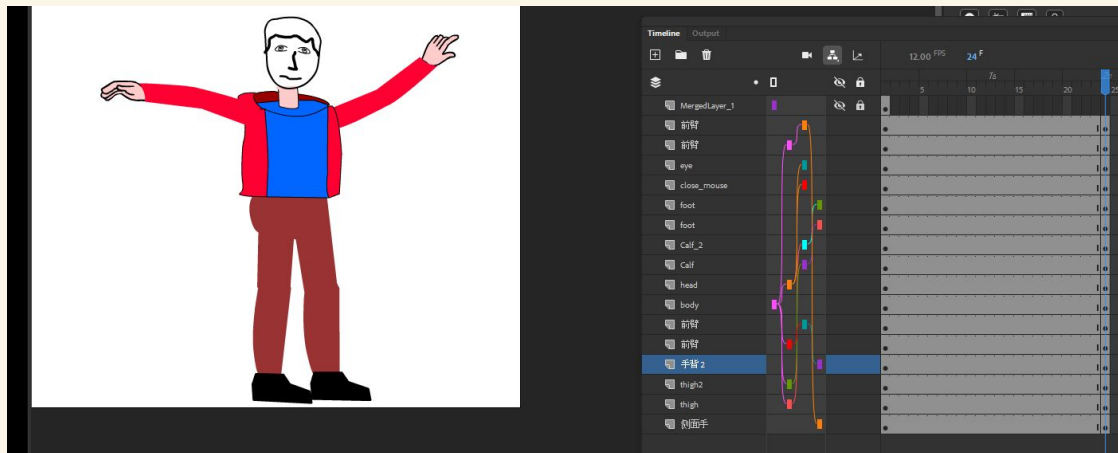 Timeline Output
12.00 FPS 24 F
1s
5 10 15 20 25
MergedLayer_1
前臂
前臂
eye
close_mouse
foot
foot
Calf_2
Calf
head
body
前臂
前臂
手背 2
thigh2
thigh
侧面手